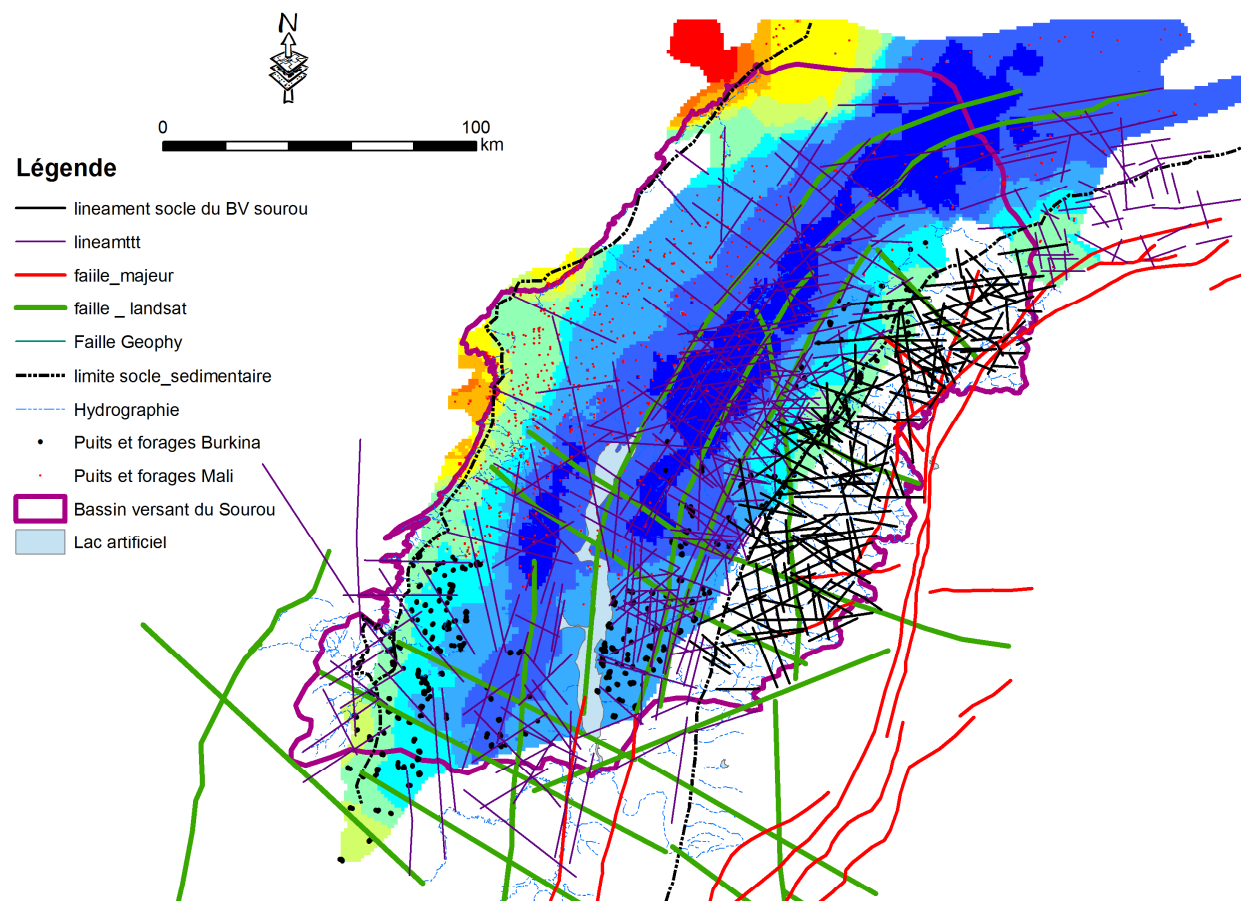 N
0 100
km
Légende
lineament socle du BV sourou
lineamttt
faiile_majeur
faille _ landsat
Faille Geophy
limite socle_sedimentaire
Hydrographie
Puits et forages Burkina
Puits et forages Mali
Bassin versant du Sourou
Lac artificiel